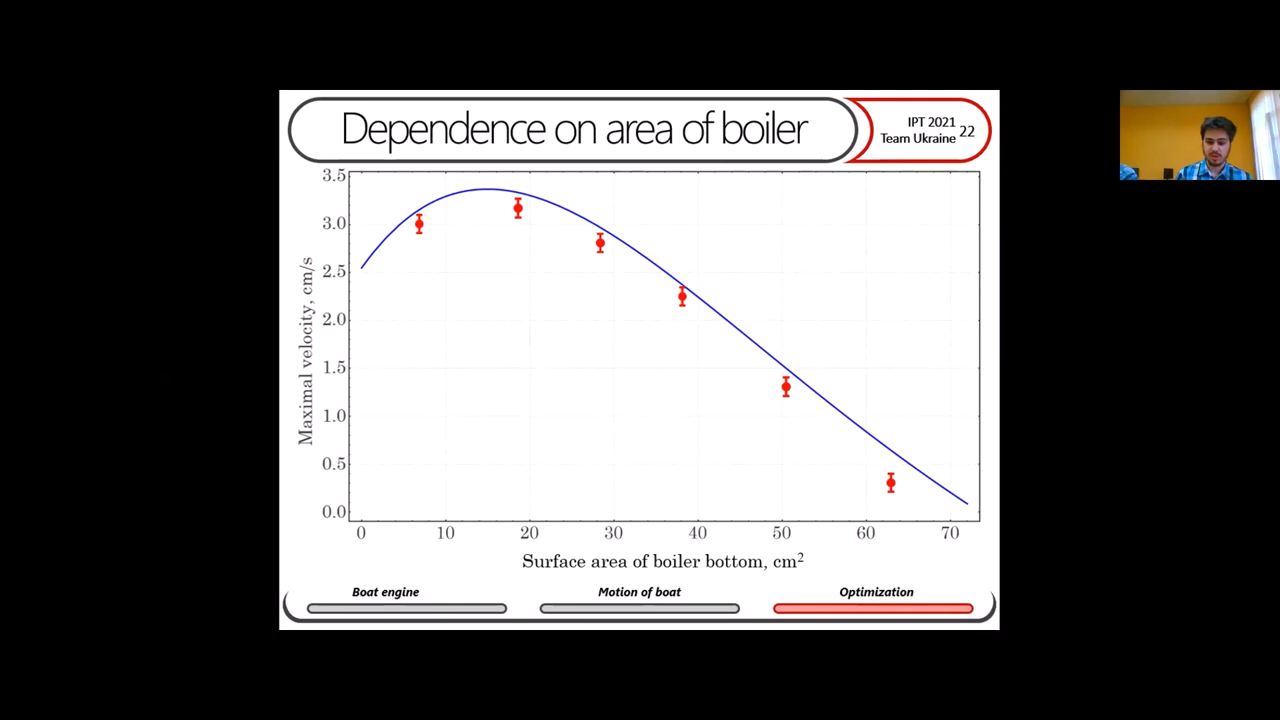 Dependence on area of boiler
IPT 2021
Team Ukraine 22
3.5
3.0
2.5
2.0
1.5
1.0
0.5
0.0
Maximal velocity, cm/s
0 10 20 30 40 50 60 70
Surface area of boiler bottom, cm²
Boat engine Motion of boat Optimization